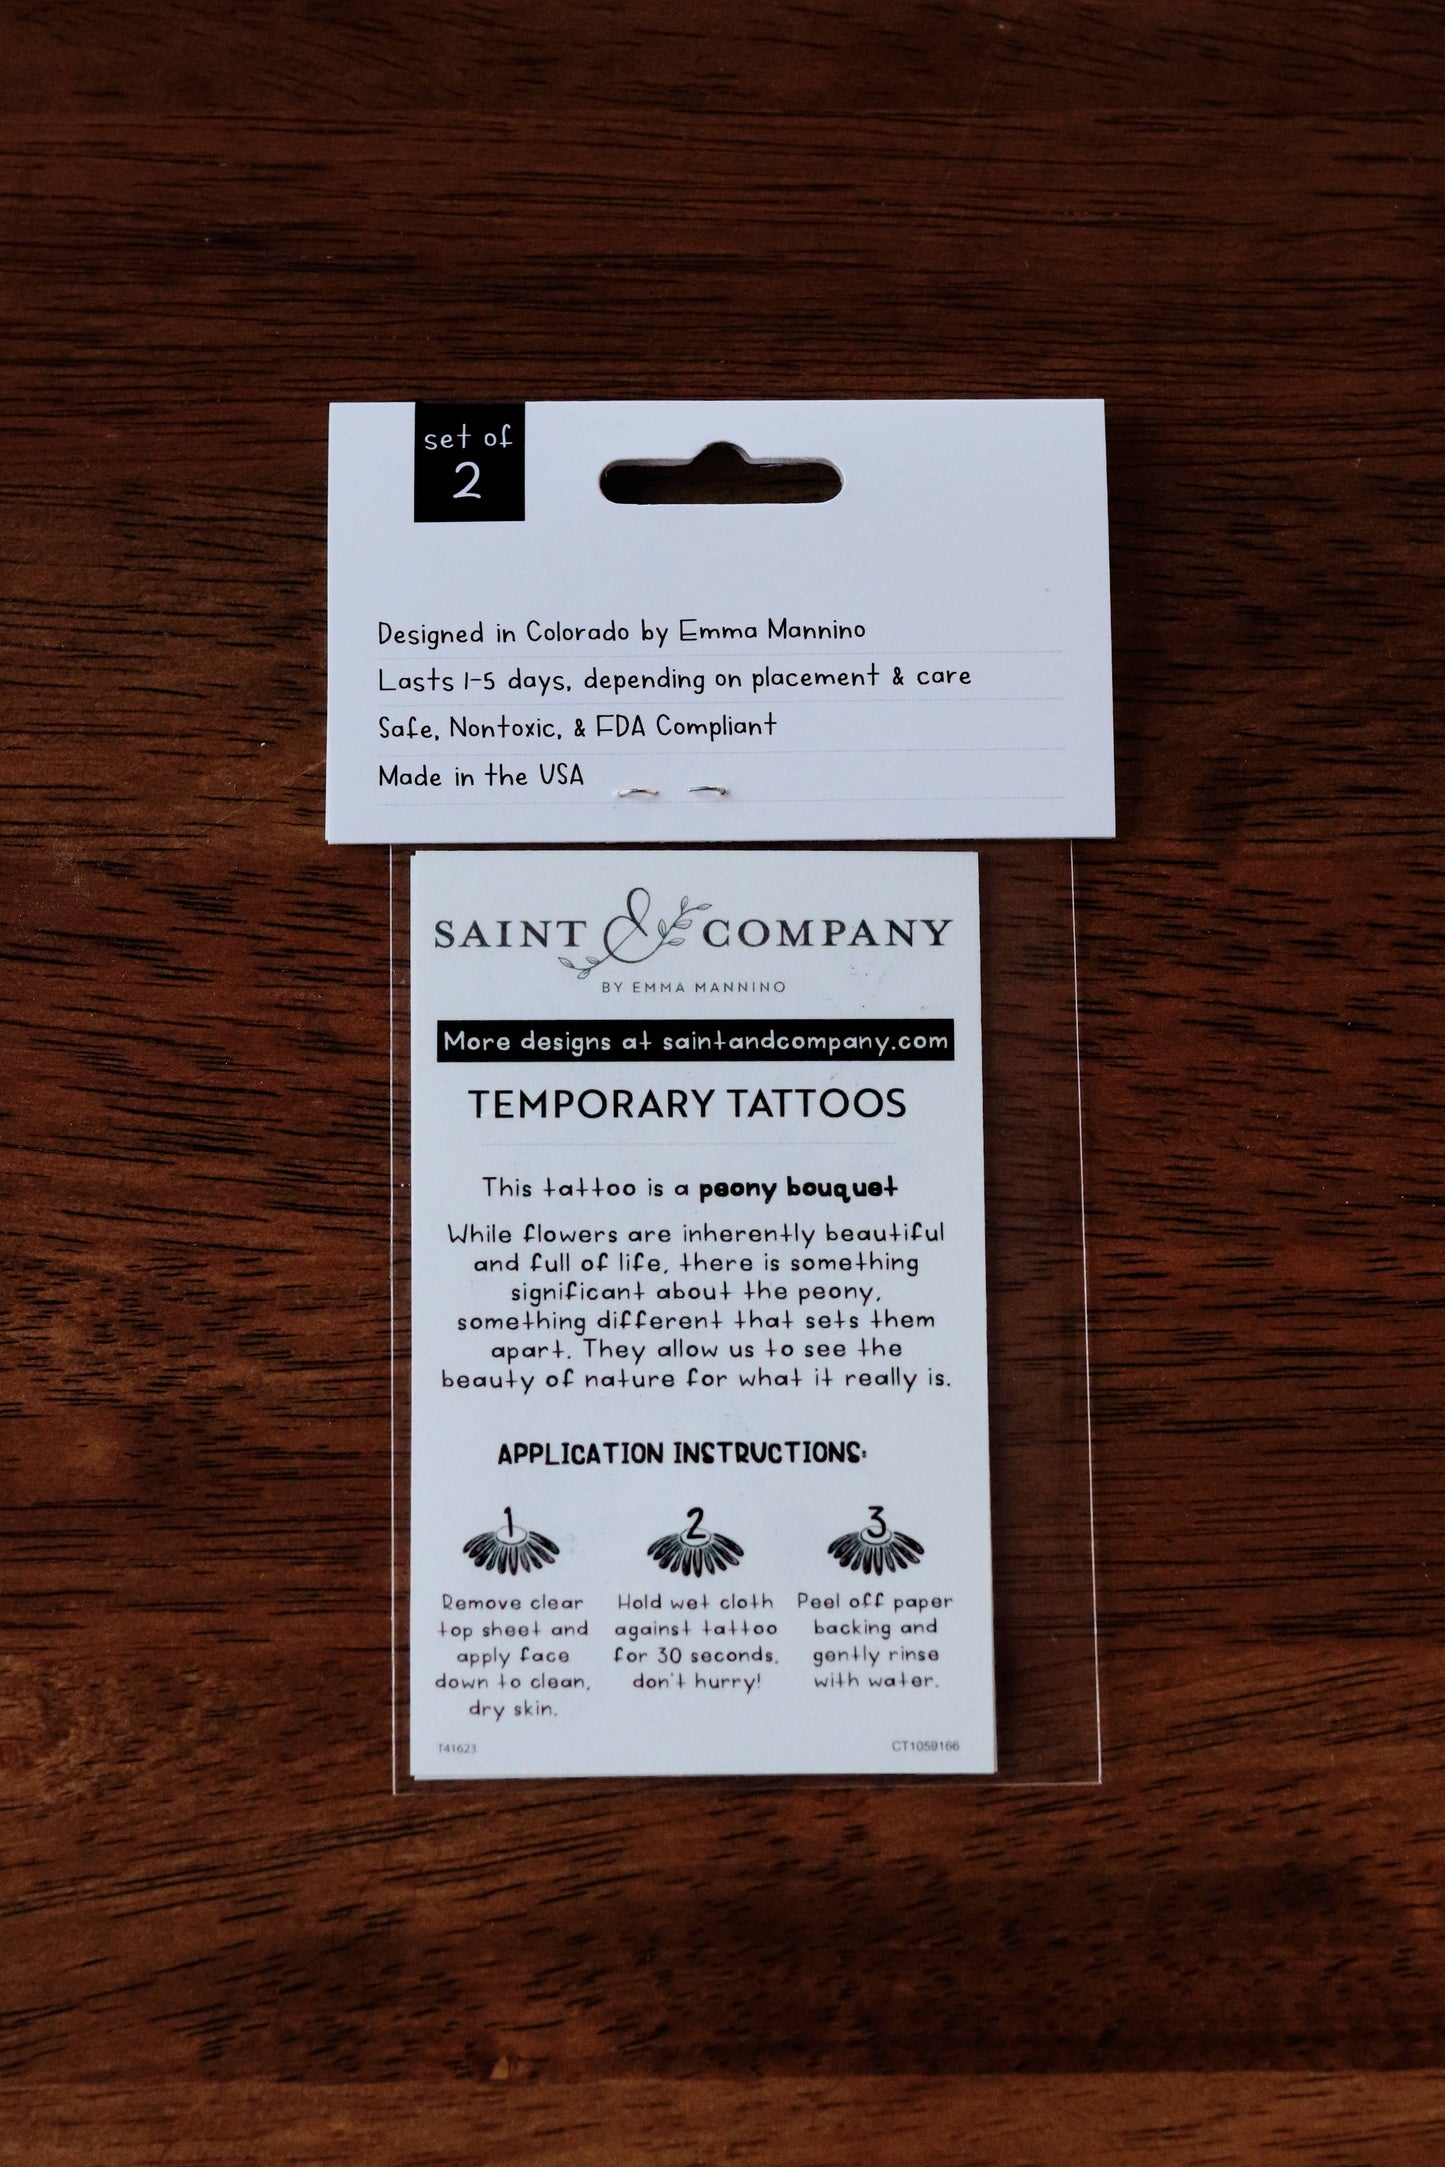 set of
2
Designed in Colorado by Emma Mannino
Lasts 1-5 days, depending on placement & care
Safe, Nontoxic, & FDA Compliant
Made in the USA
SAINT & COMPANY
BY EMMA MANNINO
More designs at saintandcompany.com
TEMPORARY TATTOOS
This tattoo is a peony bouquet
While flowers are inherently beautiful
and full of life, there is something
significant about the peony,
something different that sets them
apart. They allow us to see the
beauty of nature for what it really is.
APPLICATION INSTRUCTIONS:
1
Remove clear
top sheet and
apply face
down to clean,
dry skin.
2
Hold wet cloth
against tattoo
for 30 seconds,
don't hurry!
3
Peel off paper
backing and
gently rinse
with water.
T41623
CT1059166